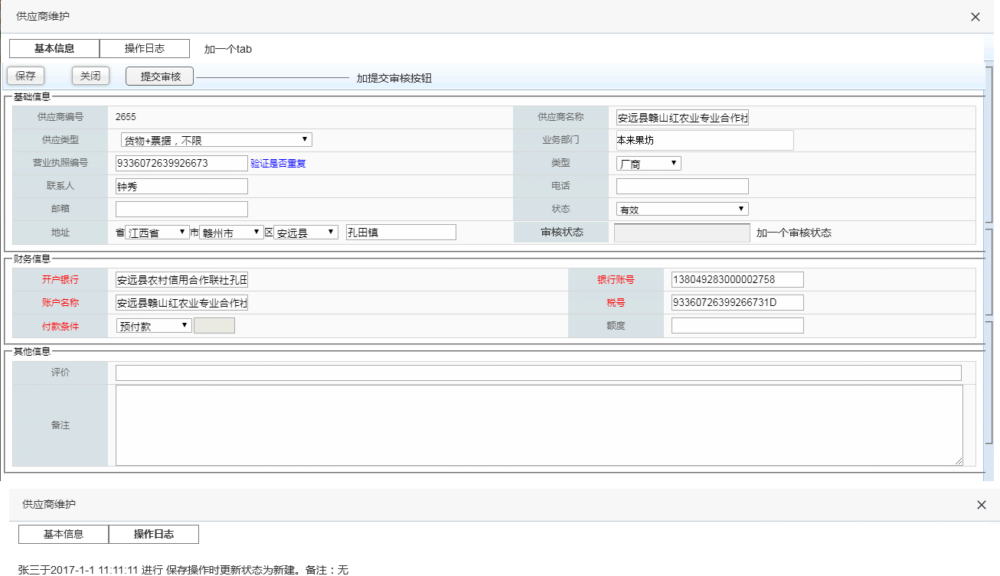 供应商维护
基本信息 操作日志 加一个tab
保存 关闭 提交审核 加提交审核按钮
基础信息
供应商编号 2655 供应商名称 安远县赣山红农业专业合作社
供应类型 货物+票据，不限 业务部门 本来果坊
营业执照编号 9336072639926673 验证是否重复 类型 厂商
联系人 钟秀 电话
邮箱 状态 有效
地址 省 江西省 市 赣州市 区 安远县 孔田镇 审核状态 加一个审核状态
财务信息
开户银行 安远县农村信用合作联社孔田 银行账号 138049283000002758
账户名称 安远县赣山红农业专业合作社 税号 93360726399266731D
付款条件 预付款 额度
其他信息
评价
备注
供应商维护
基本信息 操作日志
张三于2017-1-1 11:11:11 进行 保存操作时更新状态为新建。备注：无